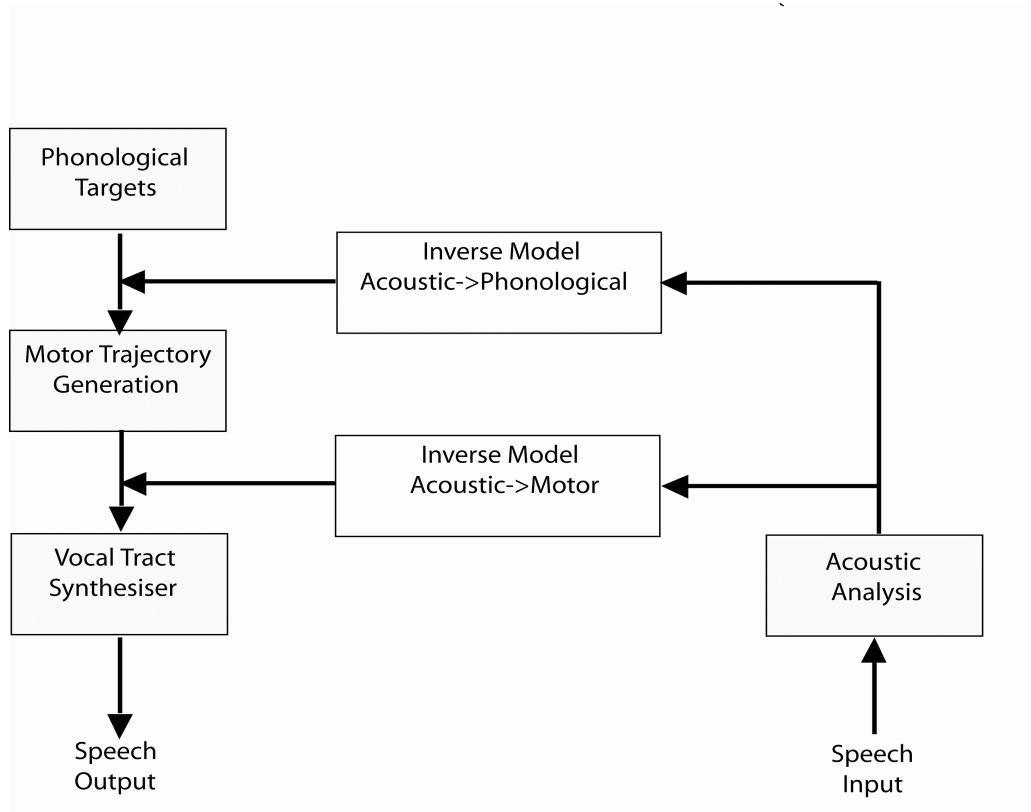 Phonological
Targets
Inverse Model
Acoustic->Phonological
Motor Trajectory
Generation
Inverse Model
Acoustic->Motor
Vocal Tract
Synthesiser
Acoustic
Analysis
Speech
Output
Speech
Input